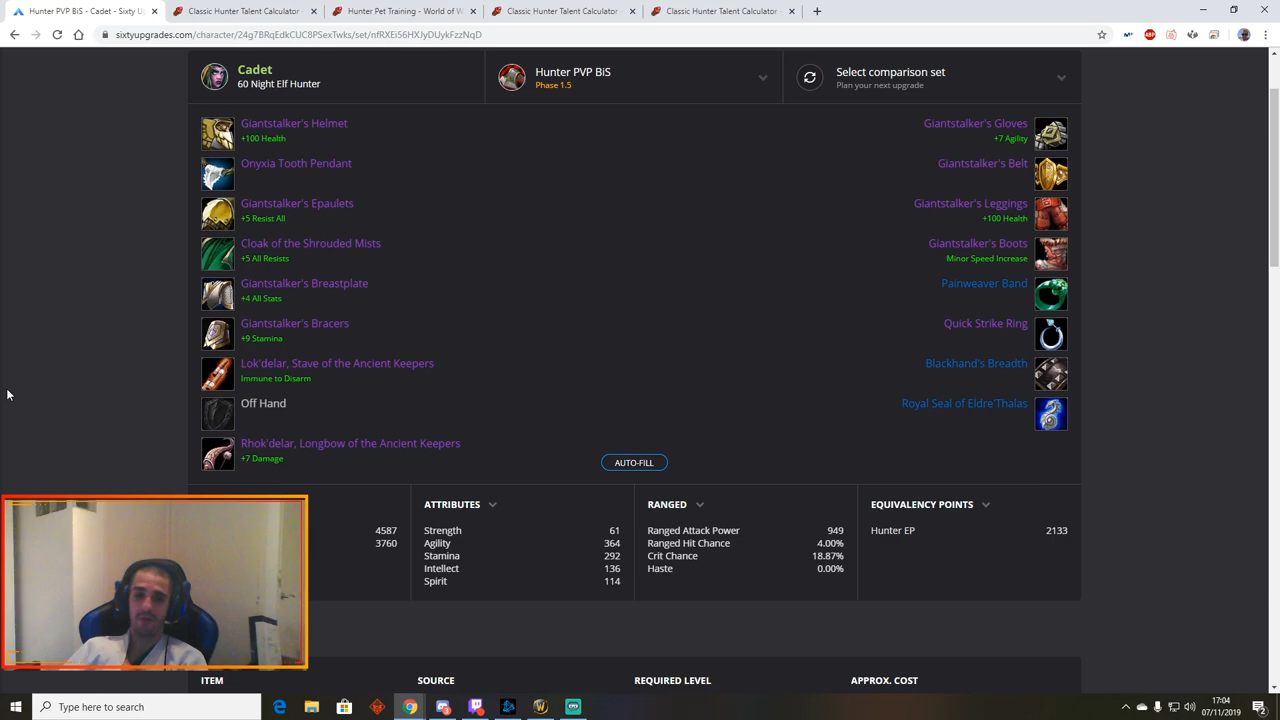 Hunter PVP BiS - Cadet - Sixty Up
Classic Hunter Talent Calculator -
Hunter Pet Training - World of W
Classic Hunter Talent Calculator -
Classic Hunter Talent Calculator -
sixtyupgrades.com/character/24g7BRqEdkCUC8PSexTwks/set/nfRXEi56HXJyDUykFzzNqD
Cadet
60 Night Elf Hunter
Hunter PVP BiS
Phase 1.5
Select comparison set
Plan your next upgrade
Giantstalker's Helmet
+100 Health
Onyxia Tooth Pendant
Giantstalker's Epaulets
+5 Resist All
Cloak of the Shrouded Mists
+5 All Resists
Giantstalker's Breastplate
+4 All Stats
Giantstalker's Bracers
+9 Stamina
Lok'delar, Stave of the Ancient Keepers
Immune to Disarm
Off Hand
Rhok'delar, Longbow of the Ancient Keepers
+7 Damage
Giantstalker's Gloves
+7 Agility
Giantstalker's Belt
Giantstalker's Leggings
+100 Health
Giantstalker's Boots
Minor Speed Increase
Painweaver Band
Quick Strike Ring
Blackhand's Breadth
Royal Seal of Eldre'Thalas
AUTO-FILL
4587
3760
ATTRIBUTES
Strength 61
Agility 364
Stamina 292
Intellect 136
Spirit 114
RANGED
Ranged Attack Power 949
Ranged Hit Chance 4.00%
Crit Chance 18.87%
Haste 0.00%
EQUIVALENCY POINTS
Hunter EP 2133
ITEM SOURCE REQUIRED LEVEL APPROX. COST
Type here to search
17:04
07/11/2019